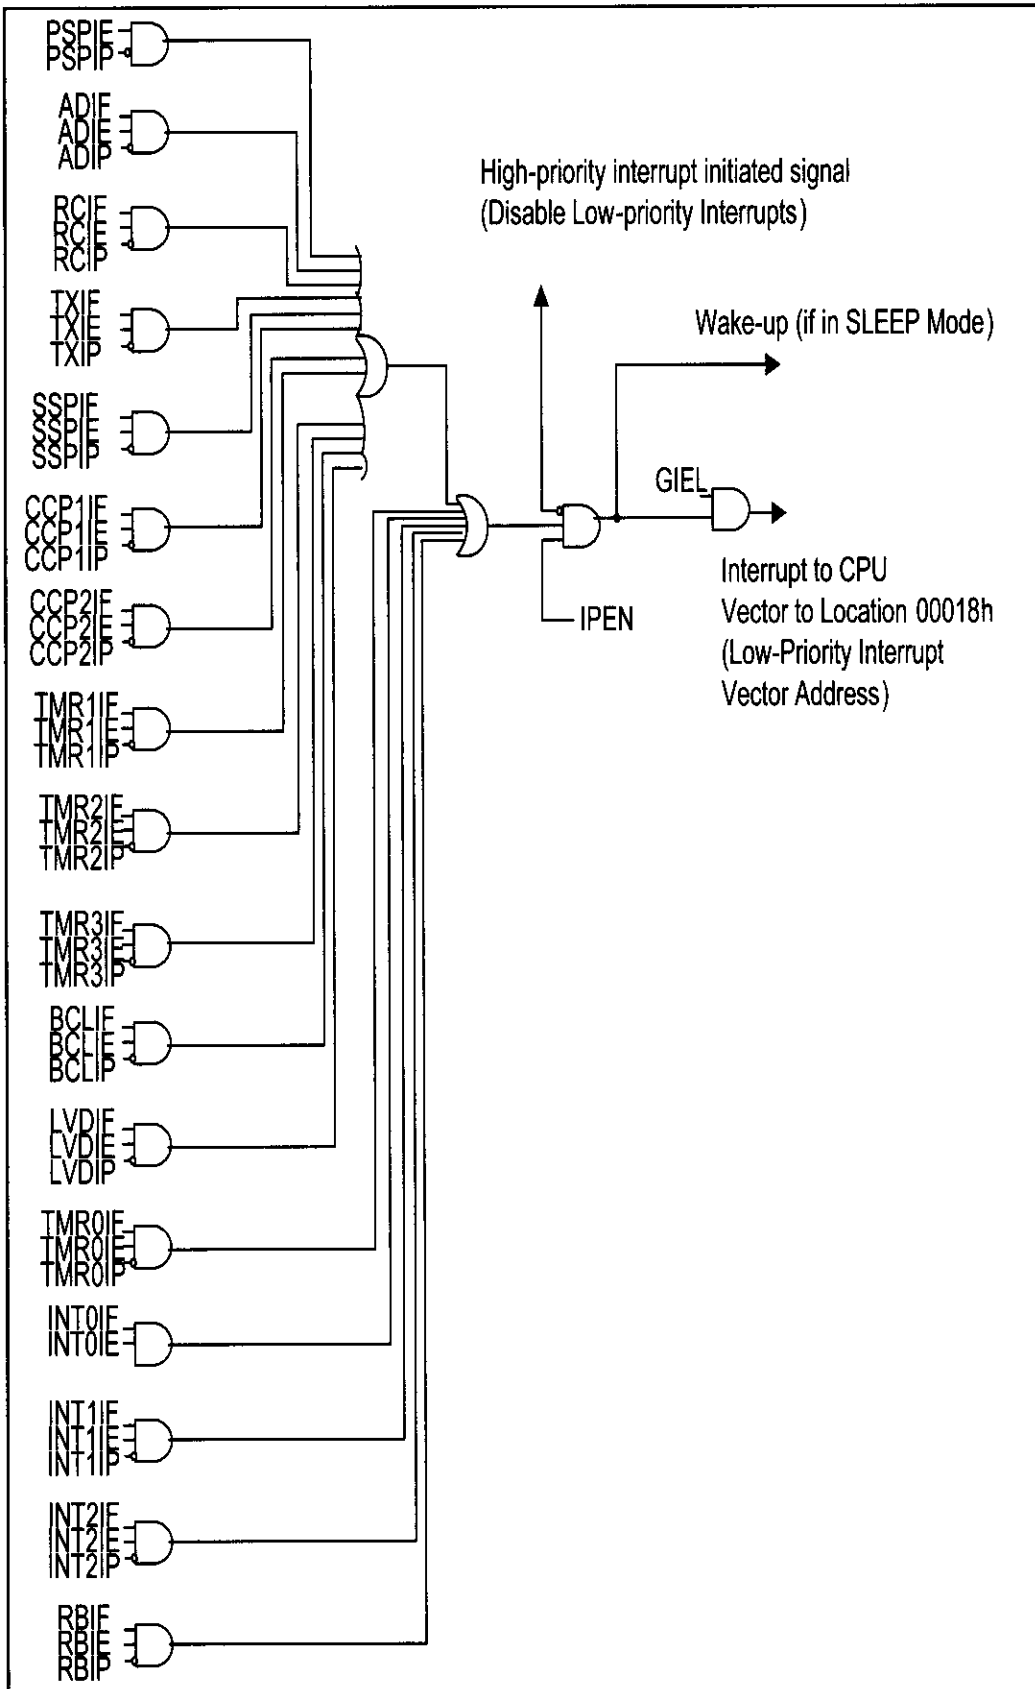 PSPIE
PSPIP
ADIF
ADIE
ADIP
RCIF
RCIE
RCIP
High-priority interrupt initiated signal
(Disable Low-priority Interrupts)
TXIF
TXIE
TXIP
Wake-up (if in SLEEP Mode)
SSPIF
SSPIE
SSPIP
GIEL
CCP1IF
CCP1IE
CCP1IP
Interrupt to CPU
Vector to Location 00018h
(Low-Priority Interrupt
Vector Address)
IPEN
CCP2IF
CCP2IE
CCP2IP
TMR1IF
TMR1IE
TMR1IP
TMR2IF
TMR2IE
TMR2IP
TMR3IF
TMR3IE
TMR3IP
BCLIF
BCLIE
BCLIP
LVDIF
LVDIE
LVDIP
TMR0IF
TMR0IE
TMR0IP
INT0IF
INT0IE
INT1IF
INT1IE
INT1IP
INT2IF
INT2IE
INT2IP
RBIF
RBIE
RBIP